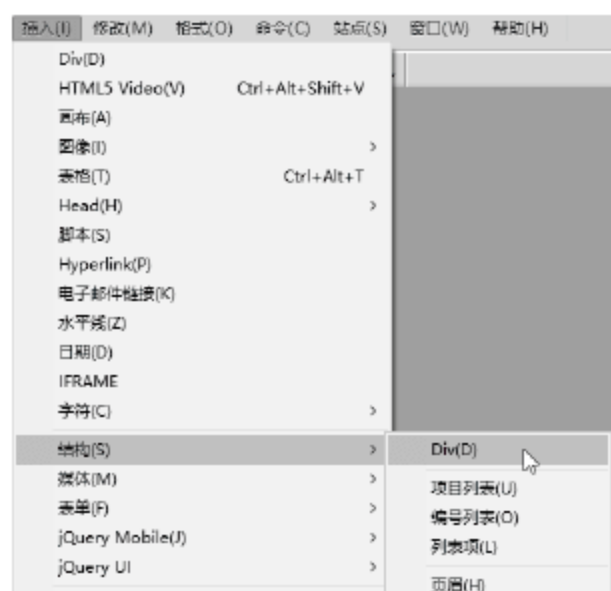 插入(I) 修改(M) 格式(O) 命令(C) 站点(S) 窗口(W) 帮助(H)
Div(D)
HTML5 Video(V) Ctrl+Alt+Shift+V
画布(A)
图像(I)
表格(T) Ctrl+Alt+T
Head(H)
脚本(S)
Hyperlink(P)
电子邮件链接(K)
水平线(Z)
日期(D)
IFRAME
字符(C)
结构(S)
Div(D)
媒体(M)
项目列表(U)
表单(F)
编号列表(O)
jQuery Mobile(J)
列表项(L)
jQuery UI
页眉(H)